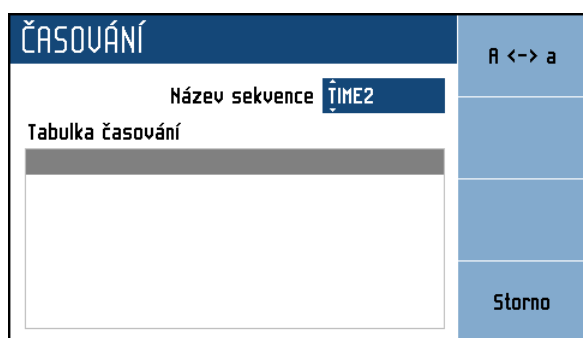 ČASOVÁNÍ
A <-> a
Název sekvence TIME2
Tabulka časování
Storno